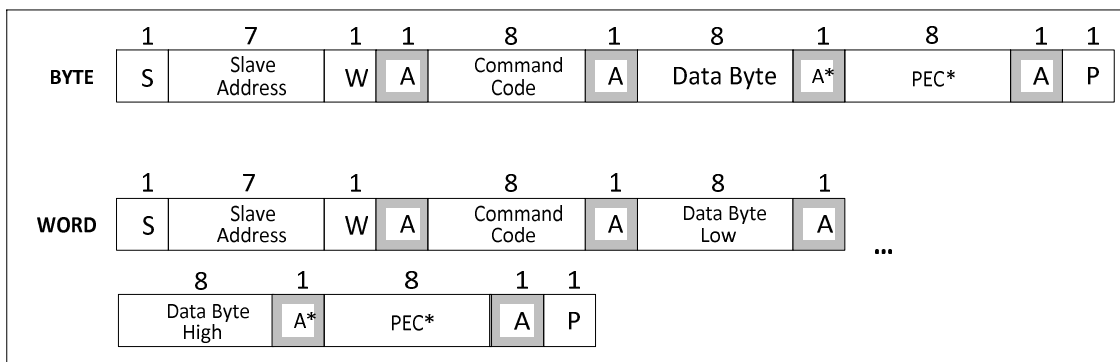 1 7 1 1 8 1 8 1 8 1 1
BYTE S Slave Address W A Command Code A Data Byte A* PEC* A P
1 7 1 8 1 8 1
WORD S Slave Address W A Command Code A Data Byte Low A ...
8 1 8 1 1
Data Byte High A* PEC* A P